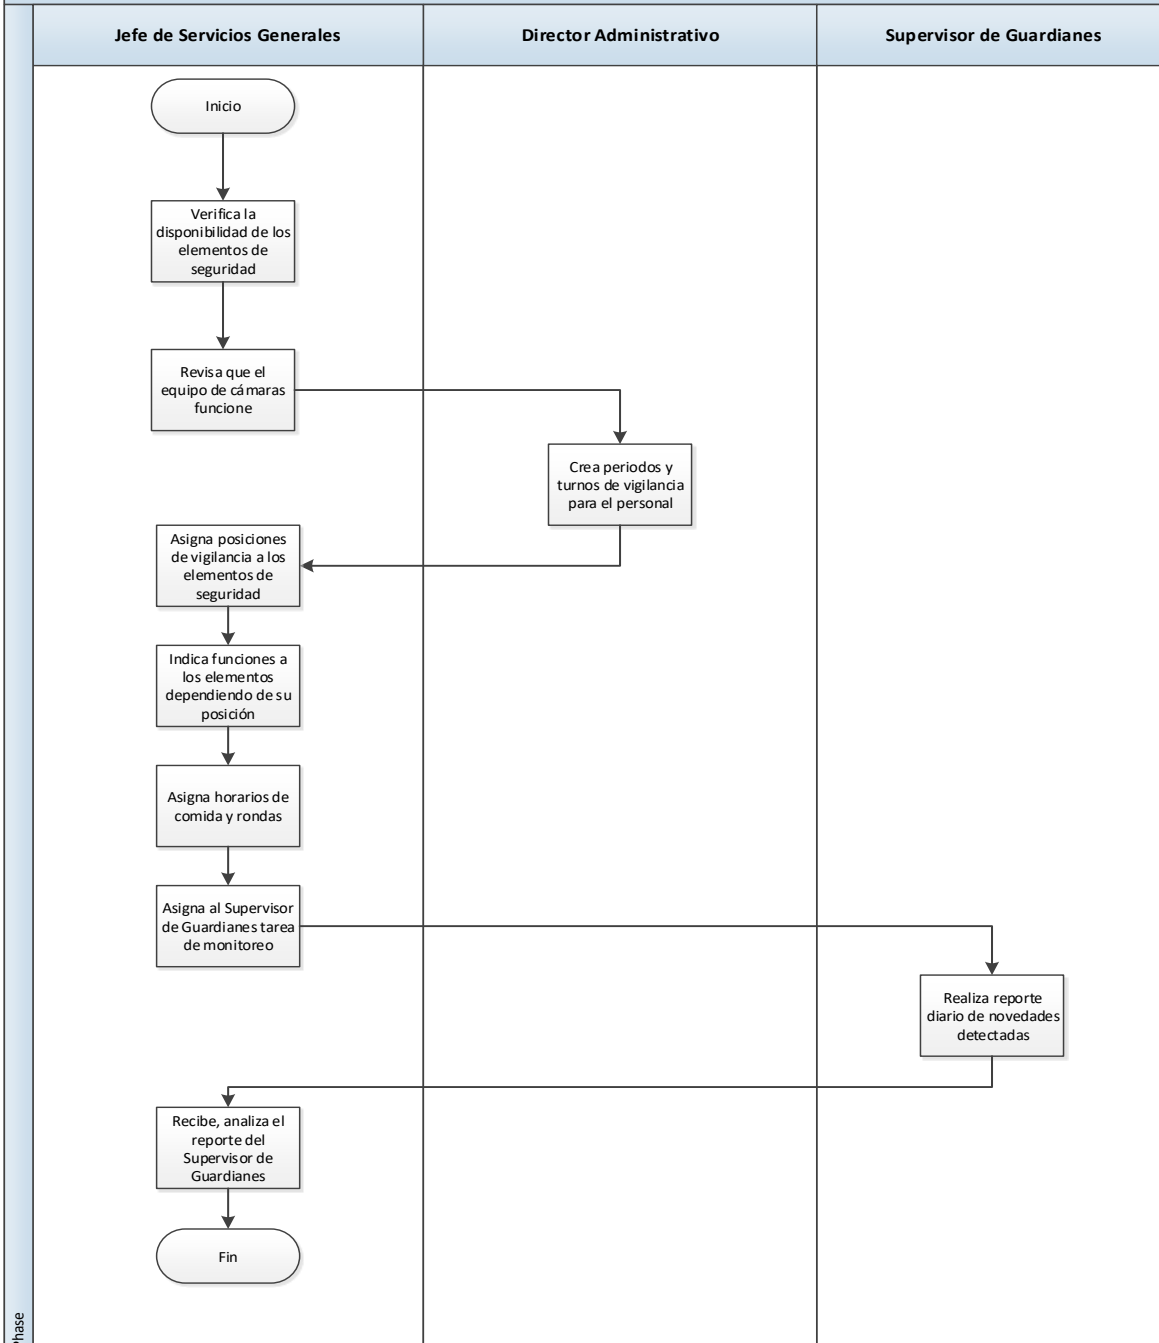 Jefe de Servicios Generales
Director Administrativo
Supervisor de Guardianes
Inicio
Verifica la
disponibilidad de los
elementos de
seguridad
Revisa que el
equipo de cámaras
funcione
Crea periodos y
turnos de vigilancia
para el personal
Asigna posiciones
de vigilancia a los
elementos de
seguridad
Indica funciones a
los elementos
dependiendo de su
posición
Asigna horarios de
comida y rondas
Asigna al Supervisor
de Guardianes tarea
de monitoreo
Realiza reporte
diario de novedades
detectadas
Recibe, analiza el
reporte del
Supervisor de
Guardianes
Fin
Phase